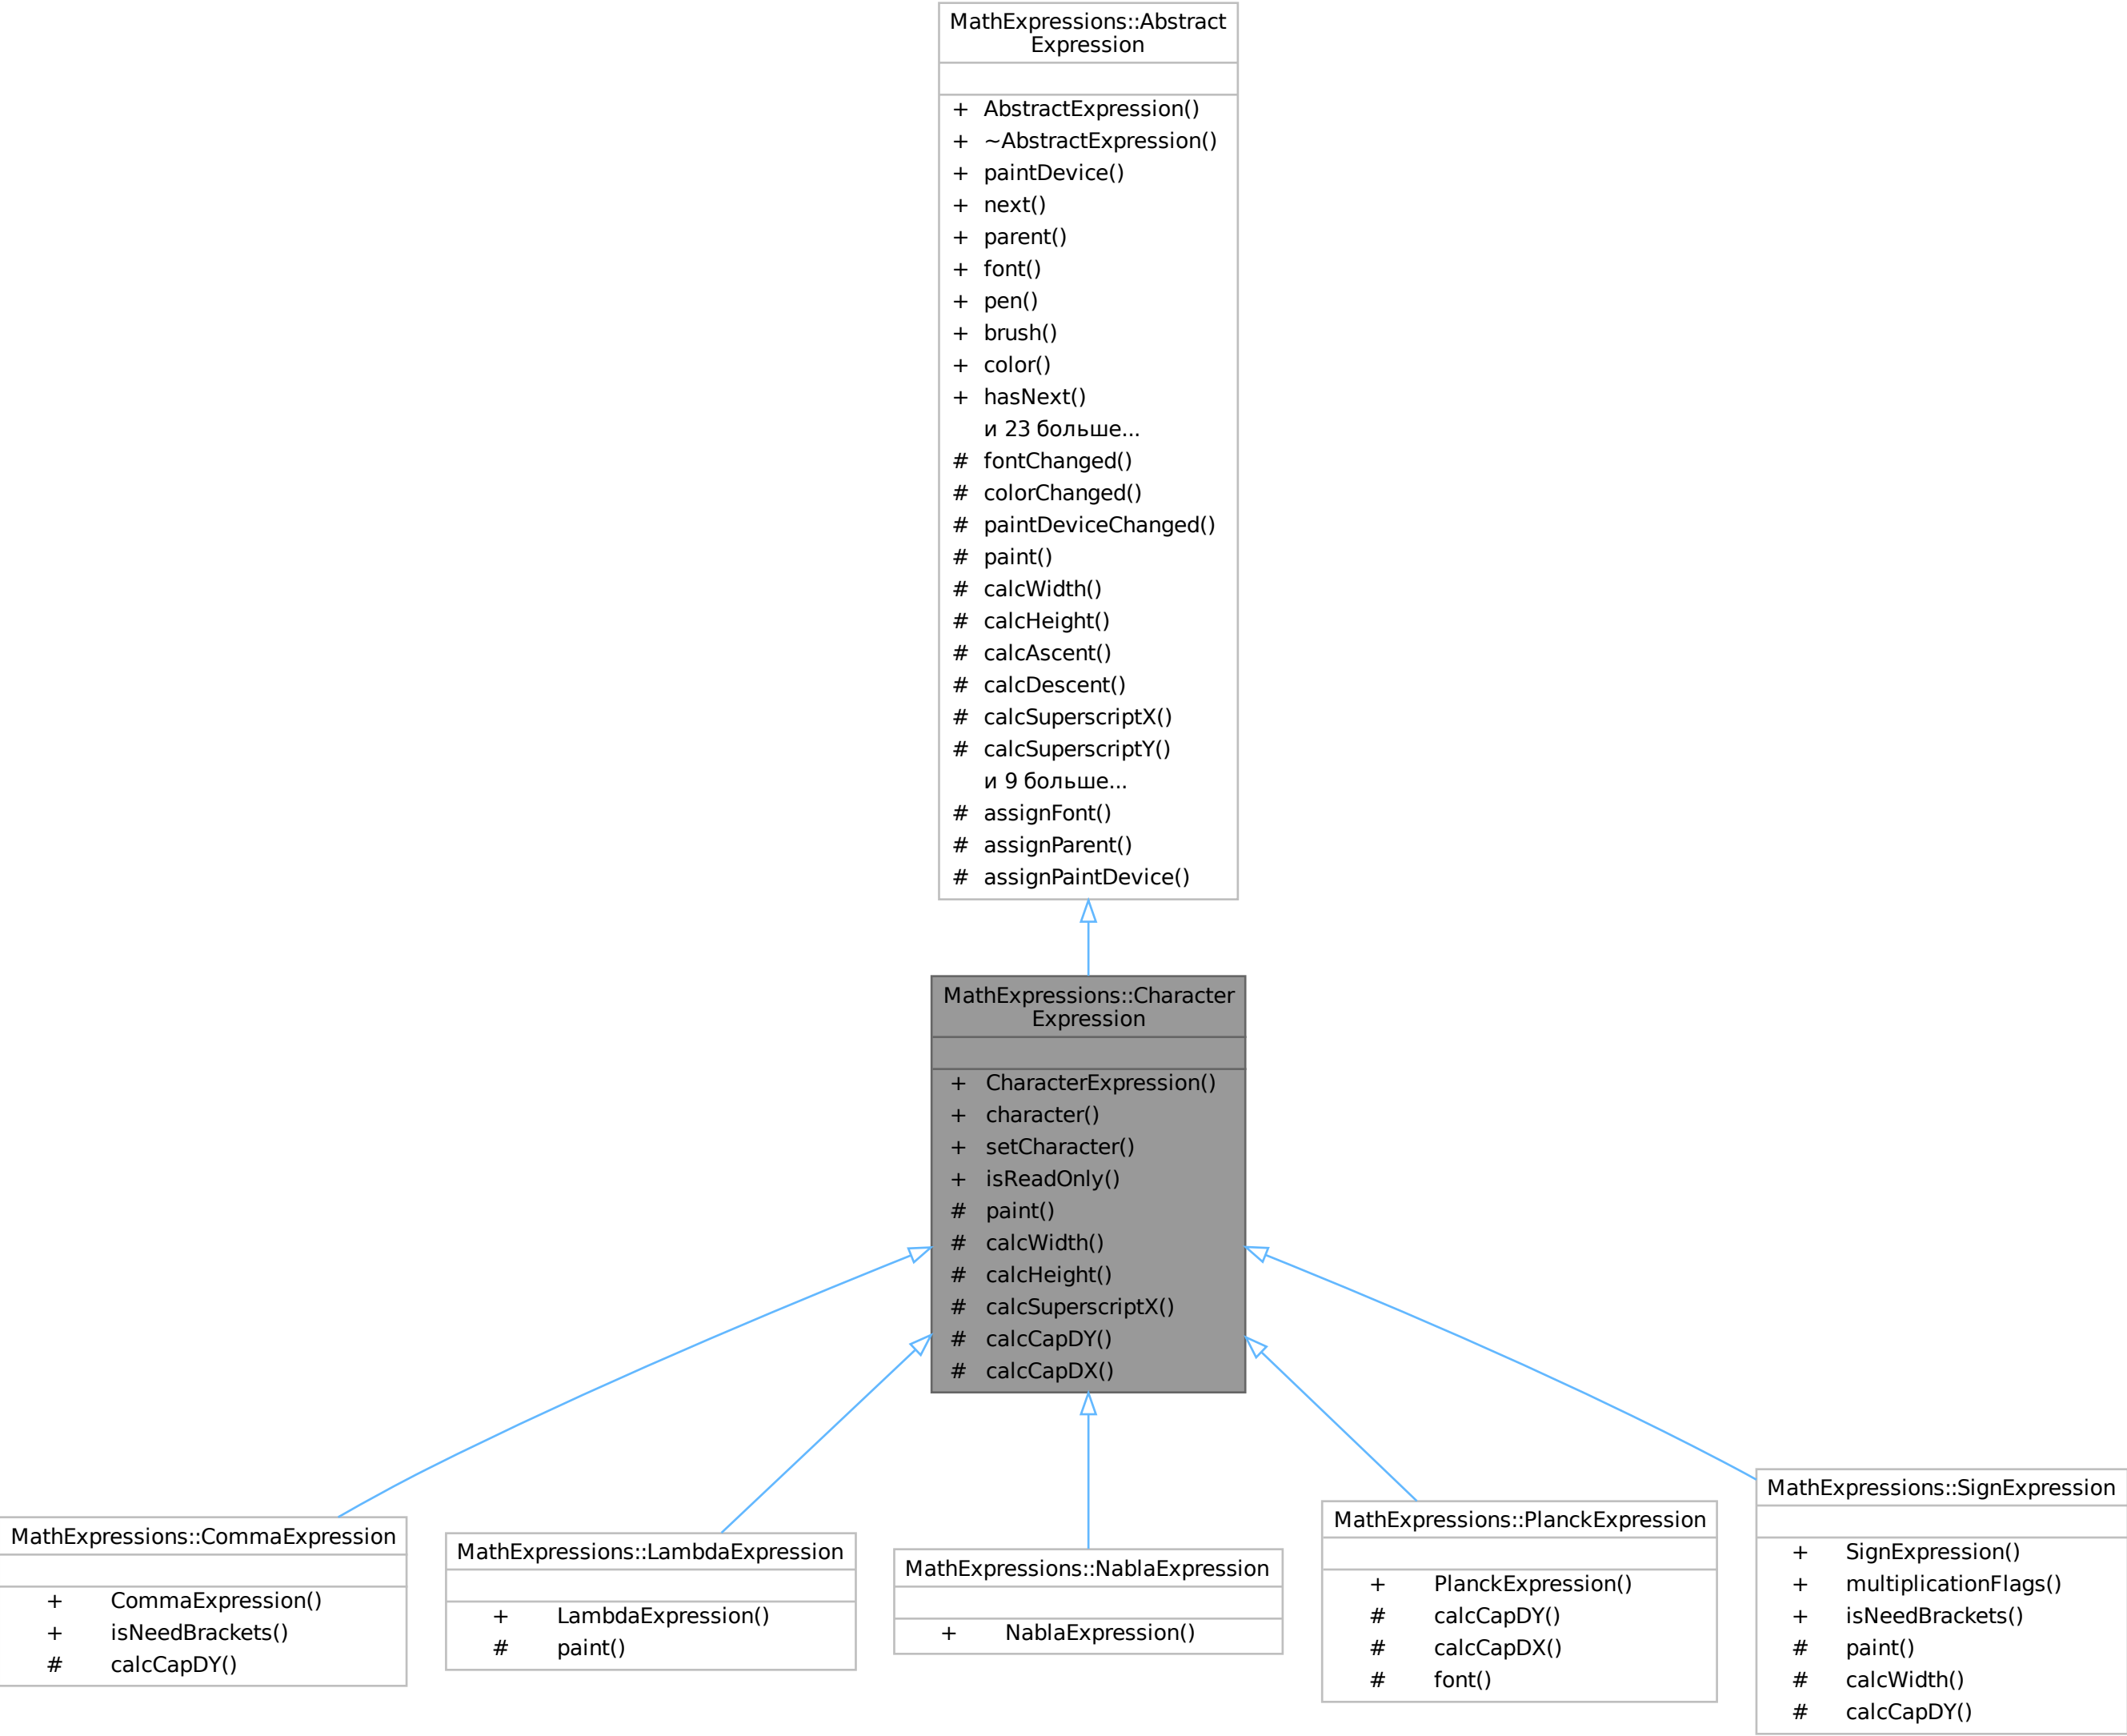 MathExpressions::Abstract
Expression
+ AbstractExpression()
+ ~AbstractExpression()
+ paintDevice()
+ next()
+ parent()
+ font()
+ pen()
+ brush()
+ color()
+ hasNext()
и 23 больше...
# fontChanged()
# colorChanged()
# paintDeviceChanged()
# paint()
# calcWidth()
# calcHeight()
# calcAscent()
# calcDescent()
# calcSuperscriptX()
# calcSuperscriptY()
и 9 больше...
# assignFont()
# assignParent()
# assignPaintDevice()
MathExpressions::Character
Expression
+ CharacterExpression()
+ character()
+ setCharacter()
+ isReadOnly()
# paint()
# calcWidth()
# calcHeight()
# calcSuperscriptX()
# calcCapDY()
# calcCapDX()
MathExpressions::CommaExpression
+ CommaExpression()
+ isNeedBrackets()
# calcCapDY()
MathExpressions::LambdaExpression
+ LambdaExpression()
# paint()
MathExpressions::NablaExpression
+ NablaExpression()
MathExpressions::PlanckExpression
+ PlanckExpression()
# calcCapDY()
# calcCapDX()
# font()
MathExpressions::SignExpression
+ SignExpression()
+ multiplicationFlags()
+ isNeedBrackets()
# paint()
# calcWidth()
# calcCapDY()